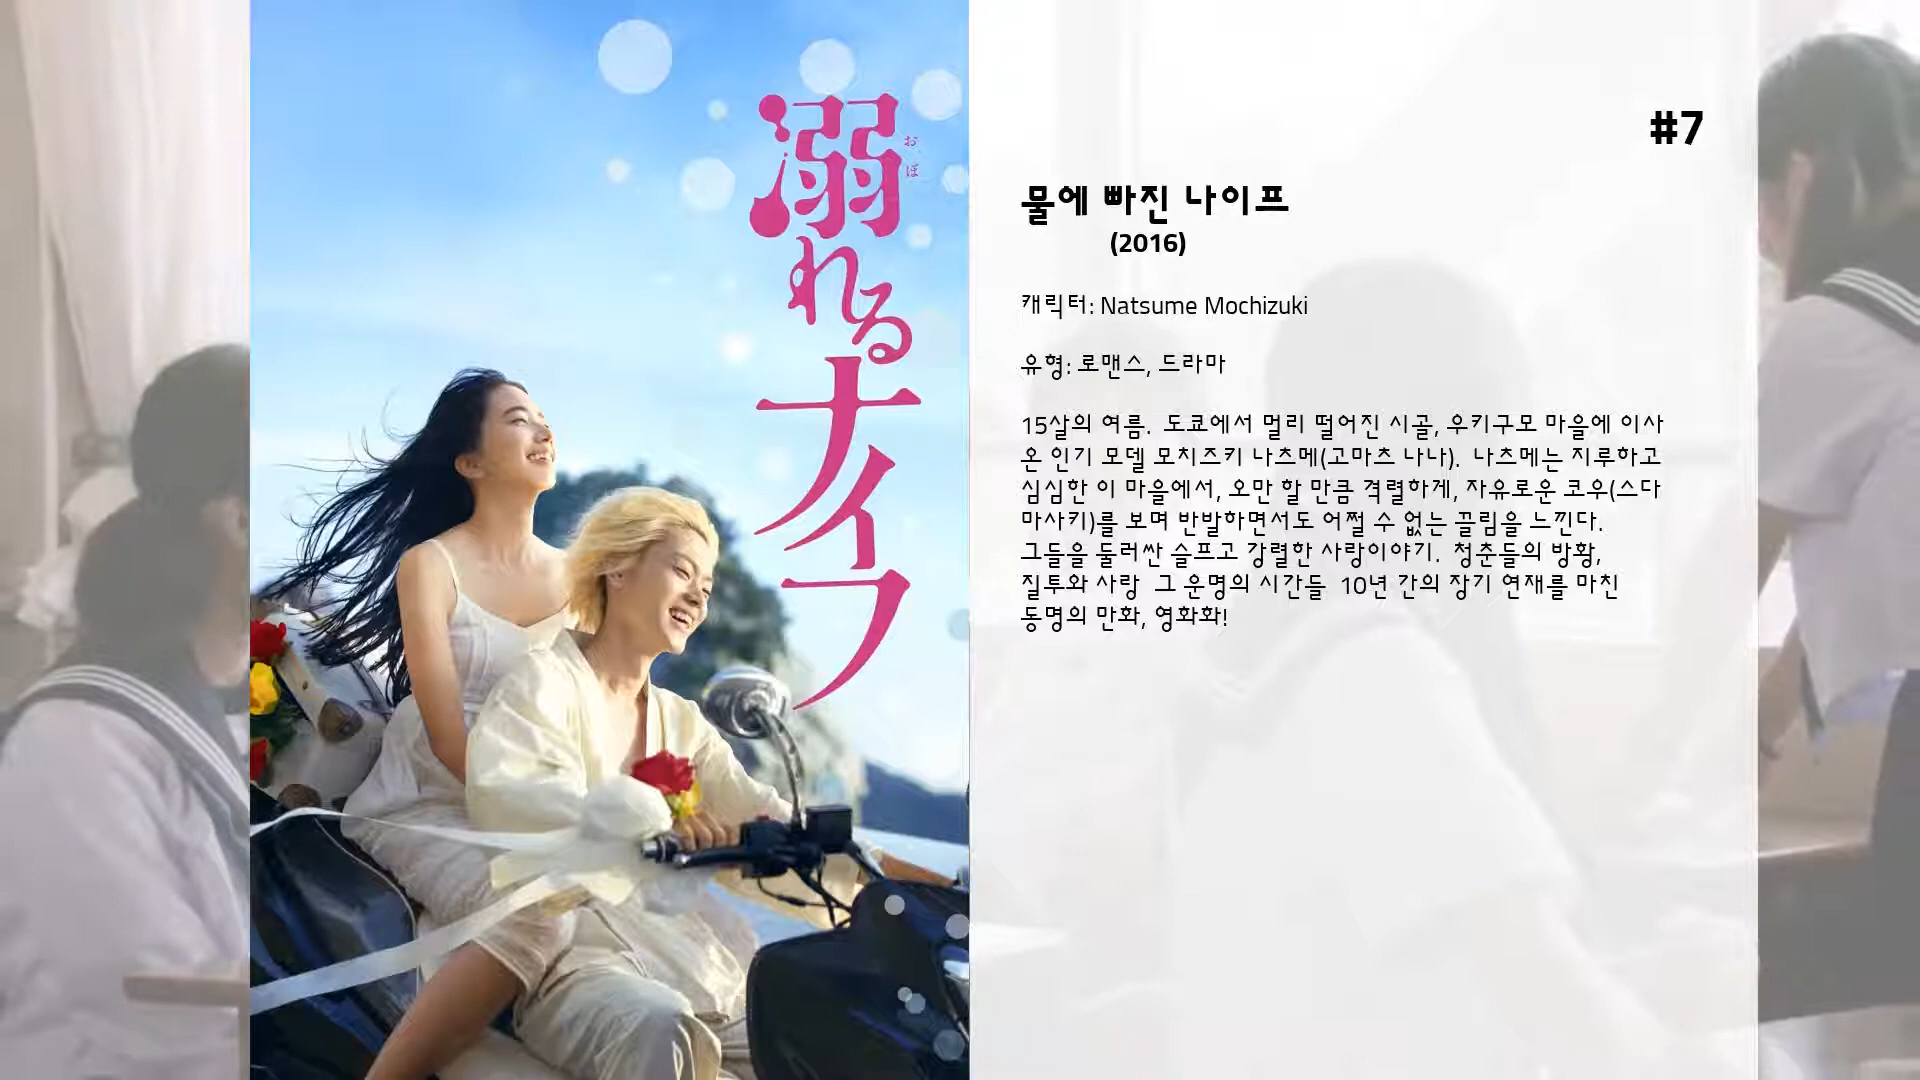 溺れるナイフ
おぼ
#7
물에 빠진 나이프
(2016)
캐릭터: Natsume Mochizuki
유형: 로맨스, 드라마
15살의 여름. 도쿄에서 멀리 떨어진 시골, 우키구모 마을에 이사
온 인기 모델 모치즈키 나츠메(고마츠 나나). 나츠메는 지루하고
심심한 이 마을에서, 오만 할 만큼 격렬하게, 자유로운 코우(스다
마사키)를 보며 반발하면서도 어쩔 수 없는 끌림을 느낀다.
그들을 둘러싼 슬프고 강렬한 사랑이야기. 청춘들의 방황,
질투와 사랑 그 운명의 시간들 10년 간의 장기 연재를 마친
동명의 만화, 영화화!